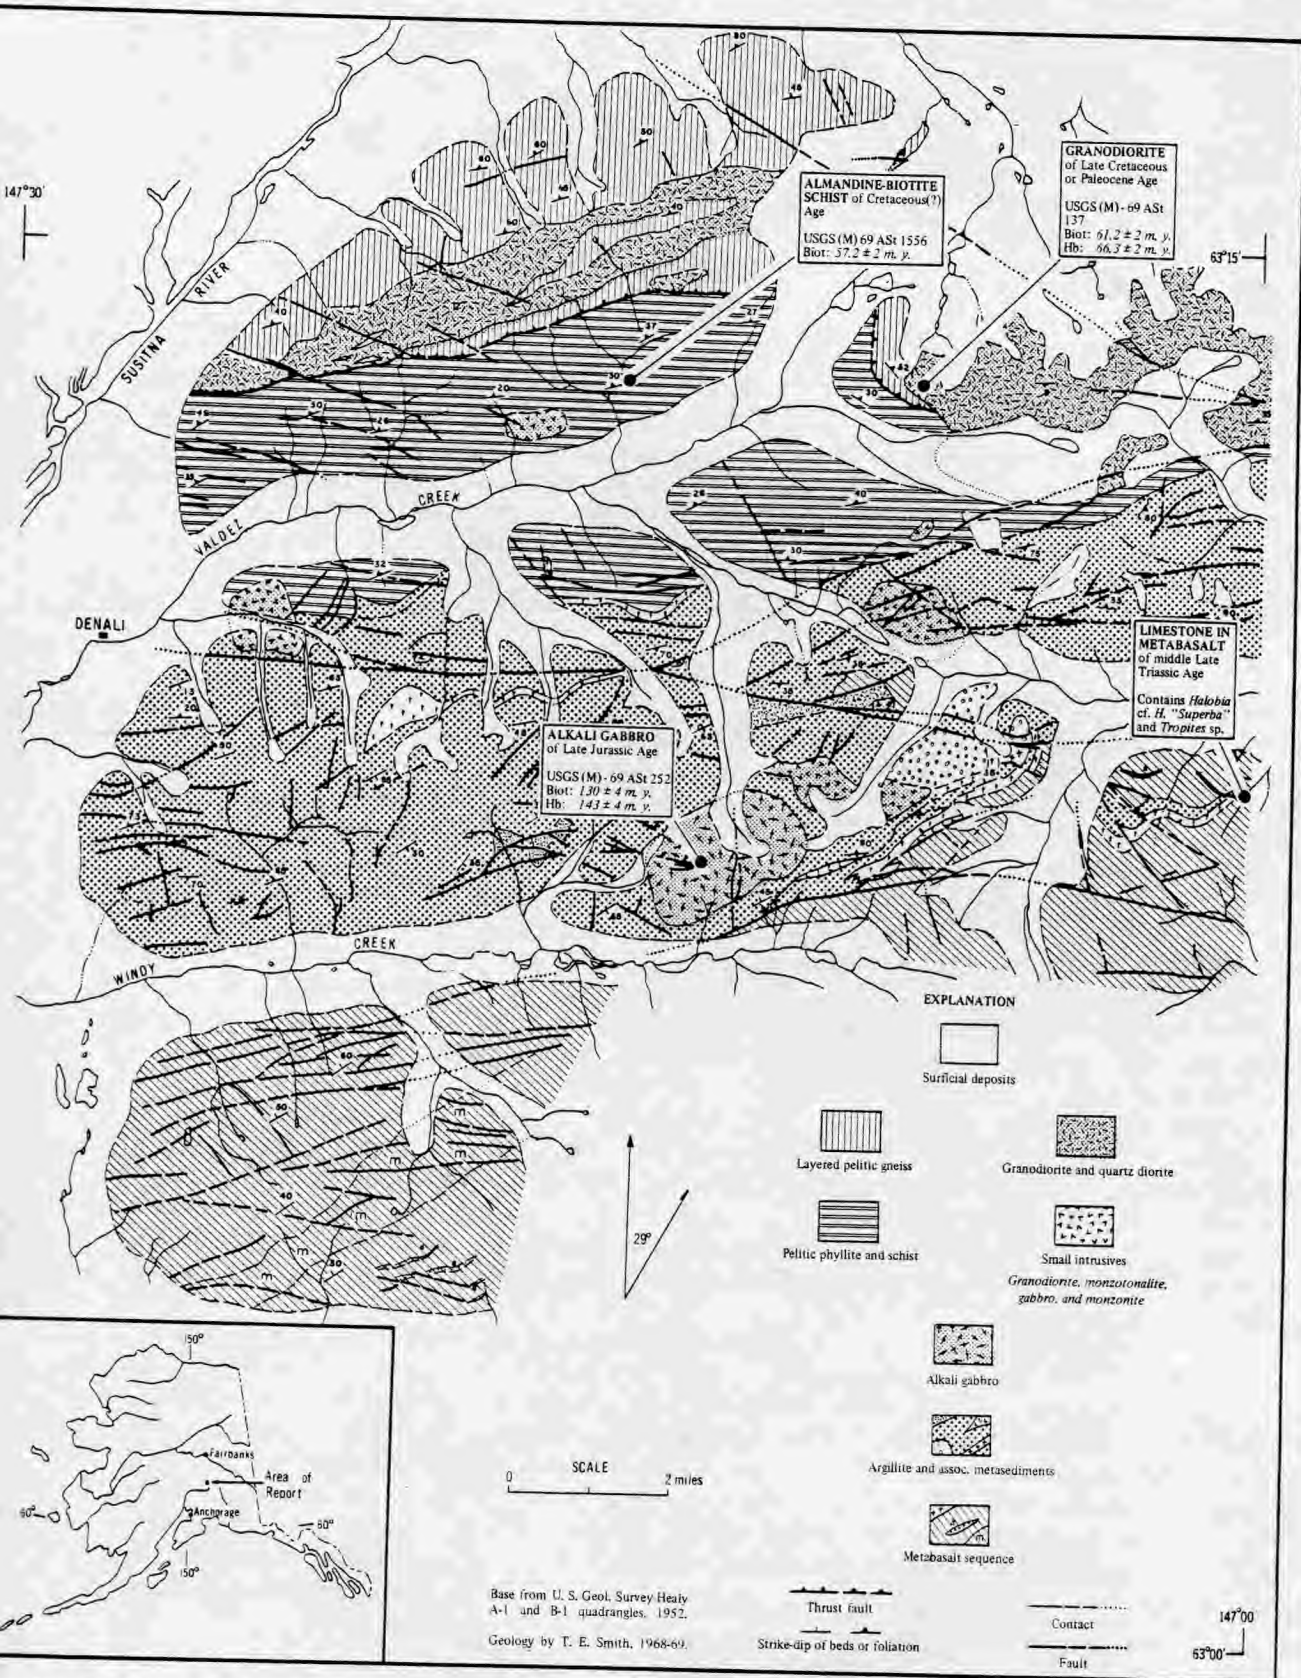 147°30'
SUSITNA RIVER
ALMANDINE-BIOTITE
SCHIST of Cretaceous(?)
Age
USGS (M) 69 ASt 1556
Biot: 57.2 ± 2 m. y.
GRANODIORITE
of Late Cretaceous
or Paleocene Age
USGS (M) - 69 ASt
137
Biot: 61.2 ± 2 m. y.
Hb: 66.3 ± 2 m. y.
63°15'
VALDEZ CREEK
DENALI
LIMESTONE IN
METABASALT
of middle Late
Triassic Age
Contains Halobia
cf. H. "Superba"
and Tropites sp.
ALKALI GABBRO
of Late Jurassic Age
USGS (M) - 69 ASt 252
Biot: 130 ± 4 m. y.
Hb: 143 ± 4 m. y.
WINDY CREEK
EXPLANATION
Surficial deposits
Layered pelitic gneiss
Granodiorite and quartz diorite
Pelitic phyllite and schist
Small intrusives
Granodiorite, monzotonalite,
gabbro, and monzonite
Alkali gabbro
Argillite and assoc. metasediments
Metabasalt sequence
29°
SCALE
0 2 miles
150°
Fairbanks
Area of
Report
Anchorage
60°
60°
150°
Base from U. S. Geol. Survey Healy
A-1 and B-1 quadrangles, 1952.
Geology by T. E. Smith, 1968-69.
Thrust fault
Strike-dip of beds or foliation
Contact
Fault
147°00'
63°00'